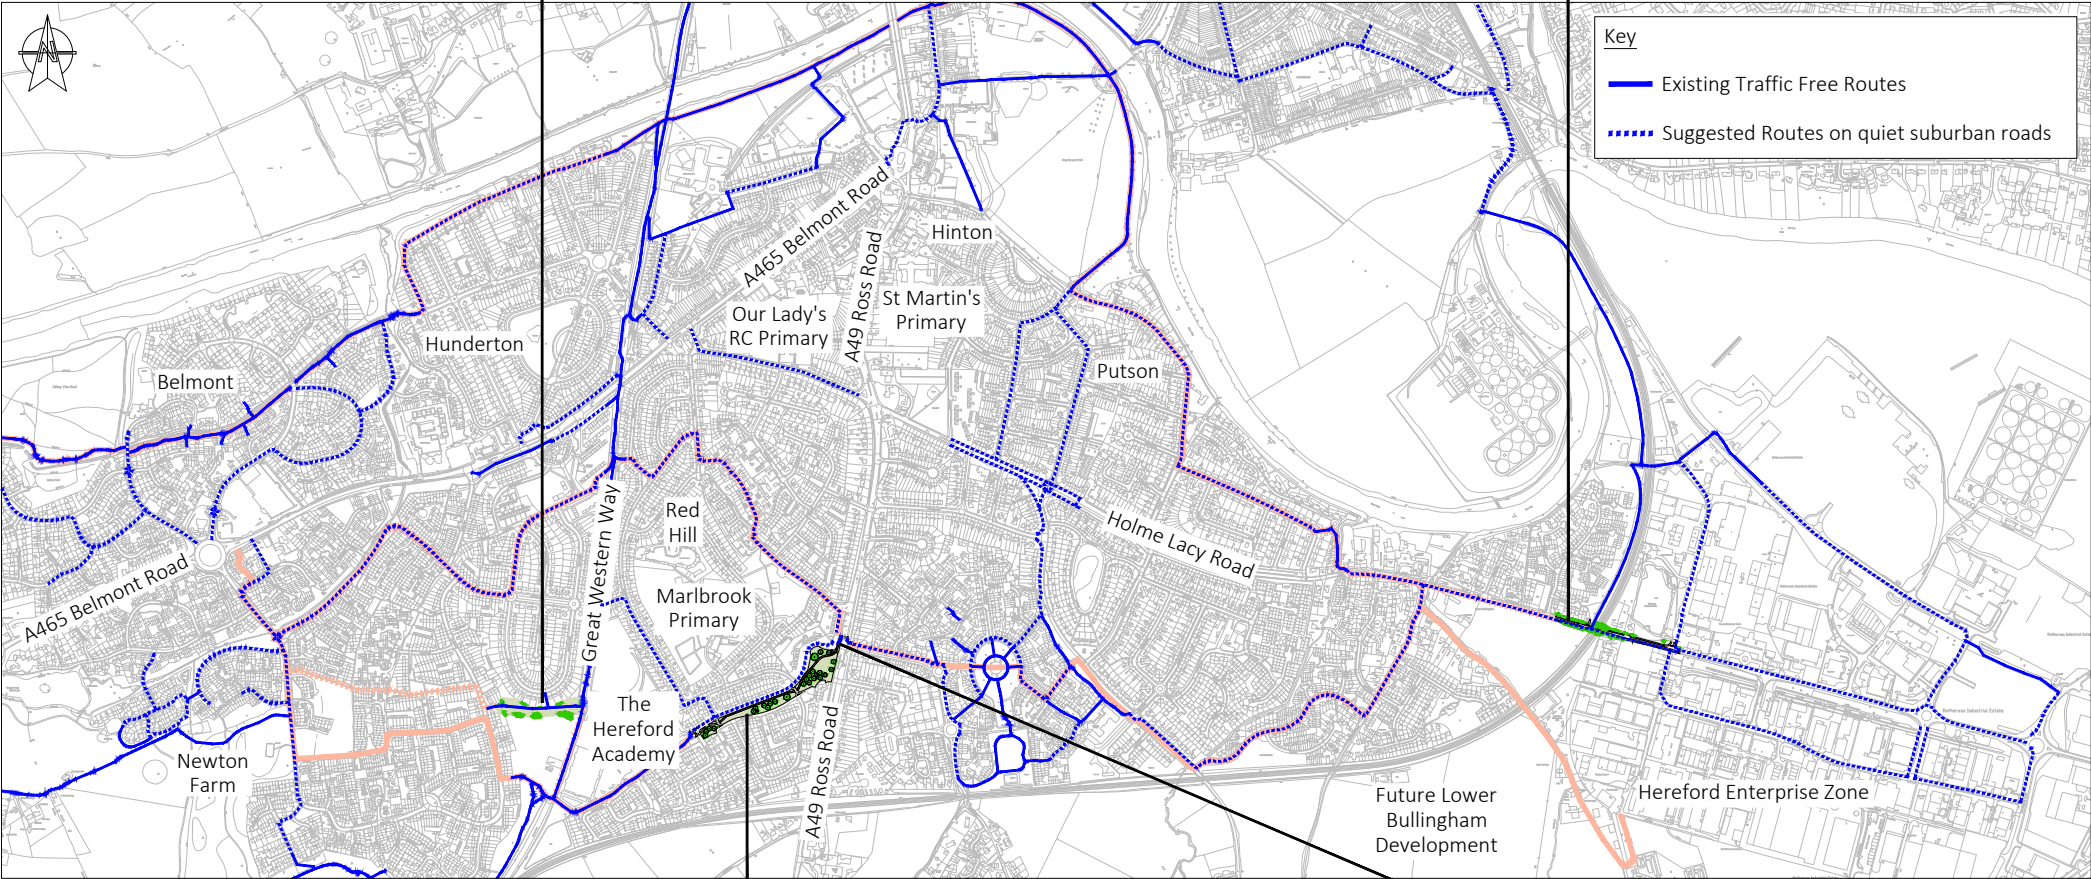 N
Key
Existing Traffic Free Routes
Suggested Routes on quiet suburban roads
A465 Belmont Road
Hinton
A49 Ross Road
St Martin's
Primary
Our Lady's
RC Primary
Hunderton
Belmont
Putson
Great Western Way
Red
Hill
Holme Lacy Road
A465 Belmont Road
Marlbrook
Primary
The
Hereford
Academy
A49 Ross Road
Newton
Farm
Future Lower
Bullingham
Development
Hereford Enterprise Zone